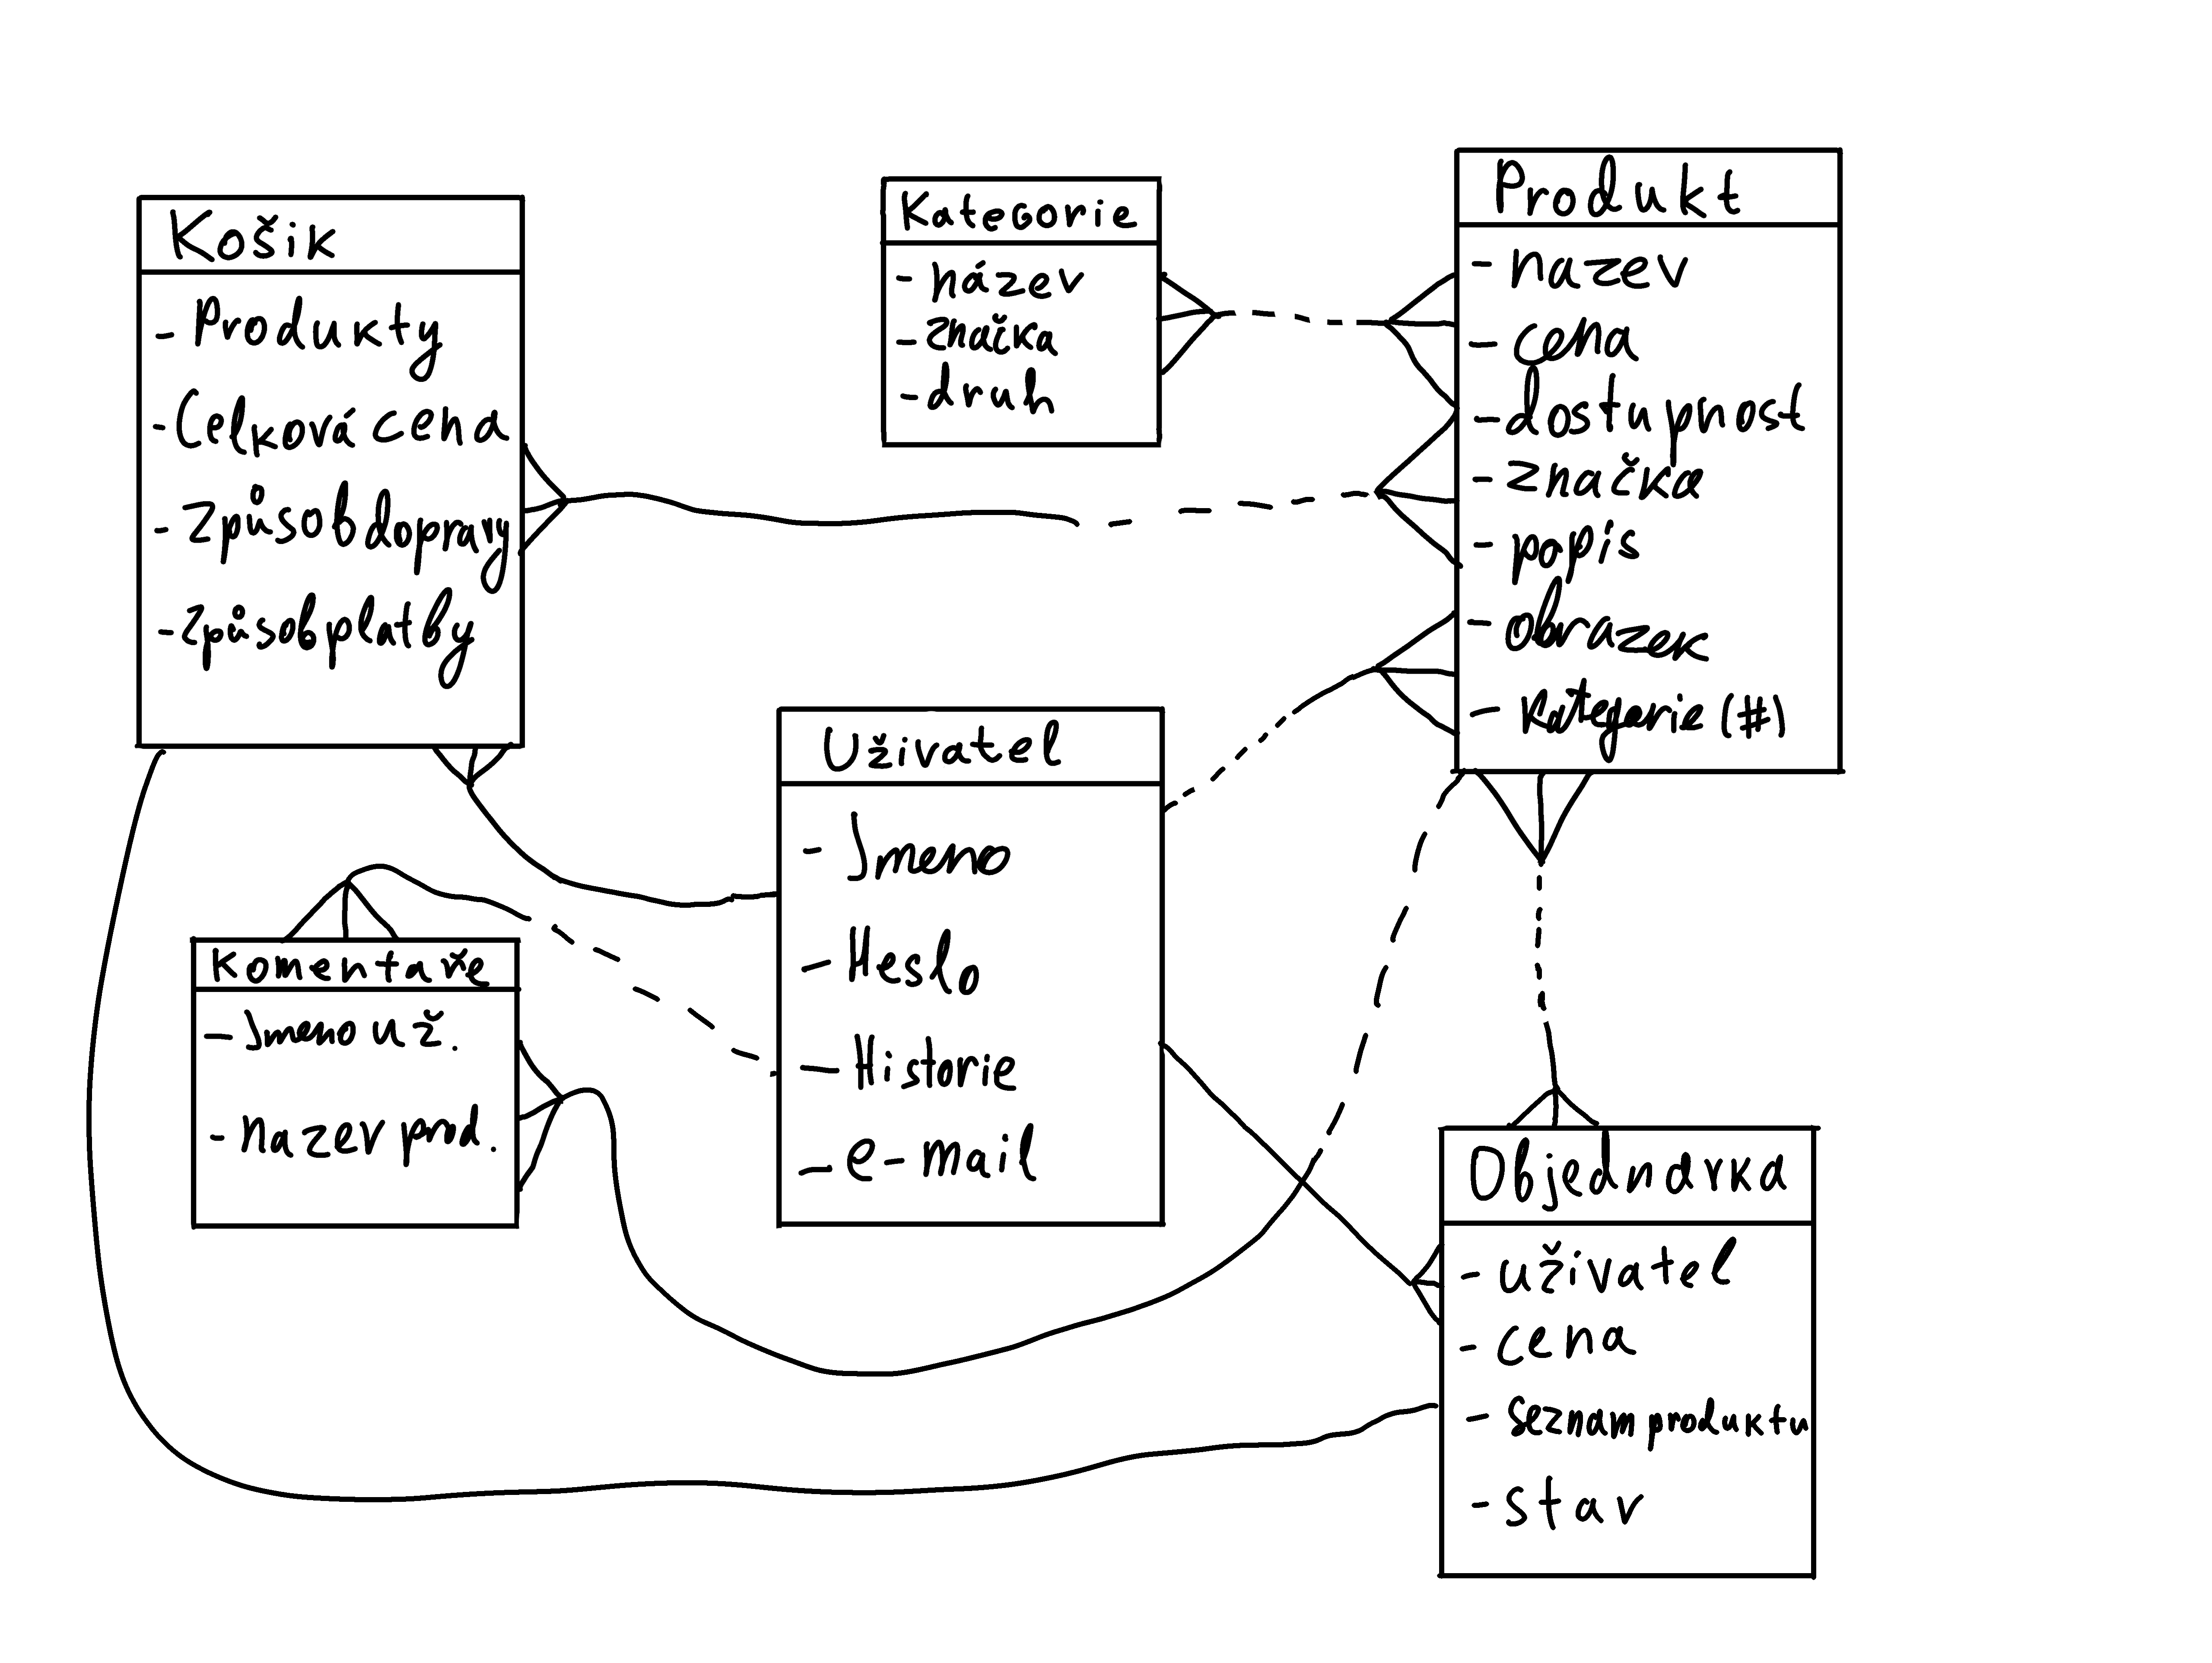 Košik
- Produkty
- Celková cena
- Způsob dopravy
- Způsob platby
Kategorie
- název
- značka
- druh
Produkt
- nazev
- cena
- dostupnost
- značka
- popis
- obrazek
- kategorie (#)
Uživatel
- Jmeno
- Heslo
- Historie
- e-mail
Komentaře
- Jmeno už.
- nazev prod.
Objednavka
- uživatel
- cena
- seznam produktu
- stav